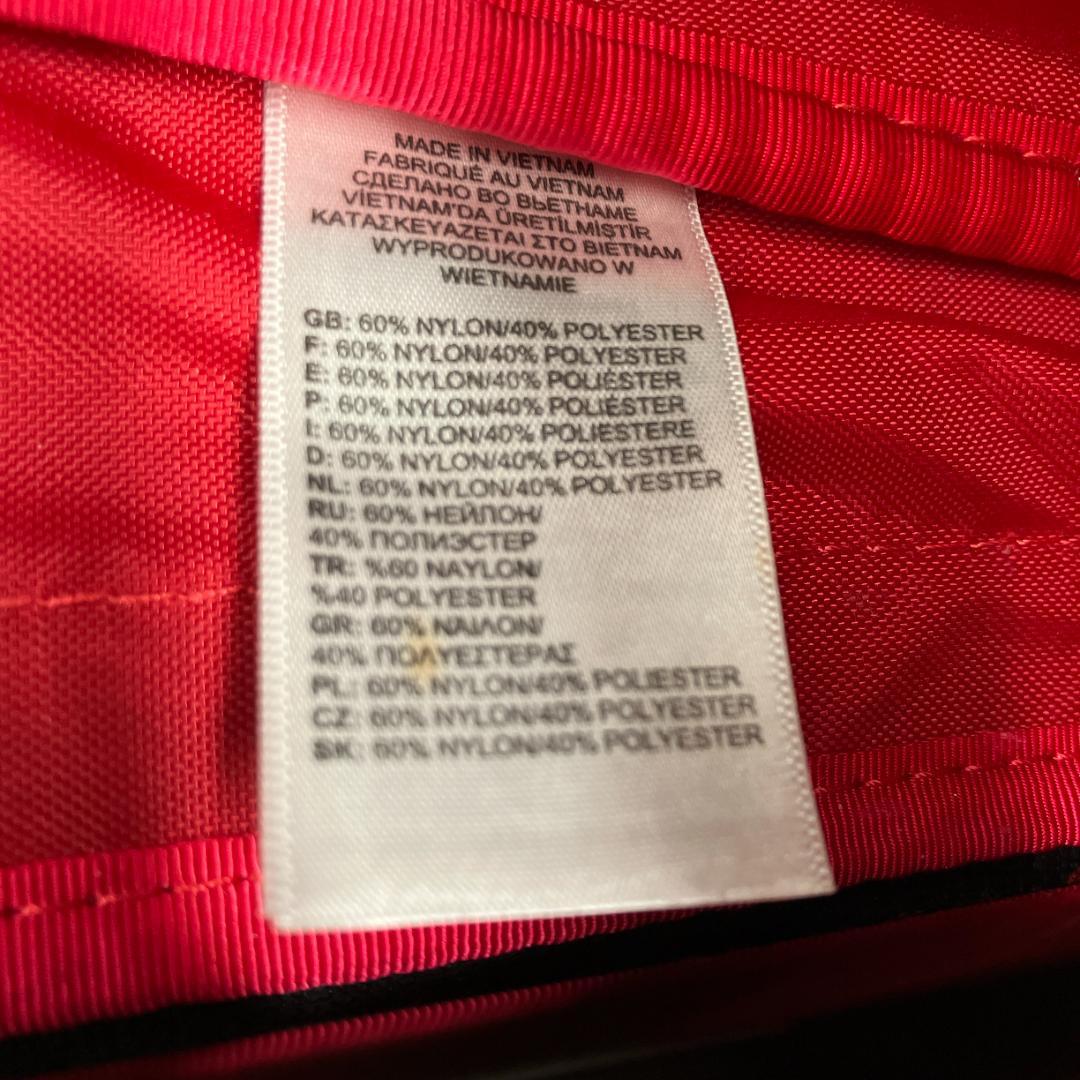 MADE IN VIETNAM
FABRIQUÉ AU VIETNAM
СДЕЛАНО ВО ВЬЕТНАМЕ
VİETNAM'DA ÜRETİLMİSTİR
ΚΑΤΑΣΚΕΥΑΖΕΤΑΙ ΣΤΟ ΒΙΕΤΝΑΜ
WYPRODUKOWANO W
WIETNAMIE
GB: 60% NYLON/40% POLYESTER
F: 60% NYLON/40% POLYESTER
E: 60% NYLON/40% POLIÉSTER
P: 60% NYLON/40% POLIÉSTER
I: 60% NYLON/40% POLIESTERE
D: 60% NYLON/40% POLYESTER
NL: 60% NYLON/40% POLYESTER
RU: 60% НЕЙЛОН/
40% ПОЛИЭСТЕР
TR: %60 NAYLON/
%40 POLYESTER
GR: 60% ΝΑΙΛΟΝ/
40% ΠΟΛΥΕΣΤΕΡΑΣ
PL: 60% NYLON/40% POLIESTER
CZ: 60% NYLON/40% POLYESTER
SK: 60% NYLON/40% POLYESTER